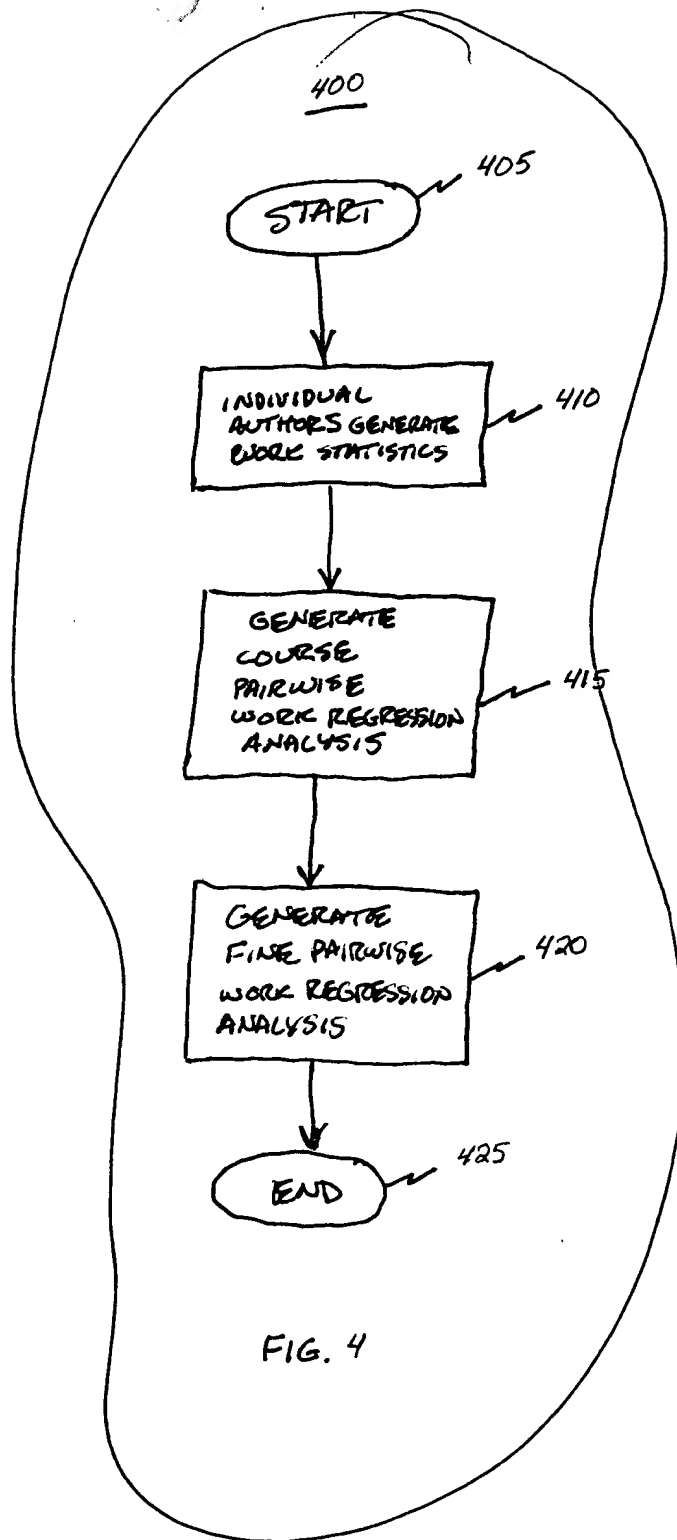 400
START
405
INDIVIDUAL
AUTHORS GENERATE
WORK STATISTICS
410
GENERATE
COURSE
PAIRWISE
WORK REGRESSION
ANALYSIS
415
GENERATE
FINE PAIRWISE
WORK REGRESSION
ANALYSIS
420
END
425
FIG. 4